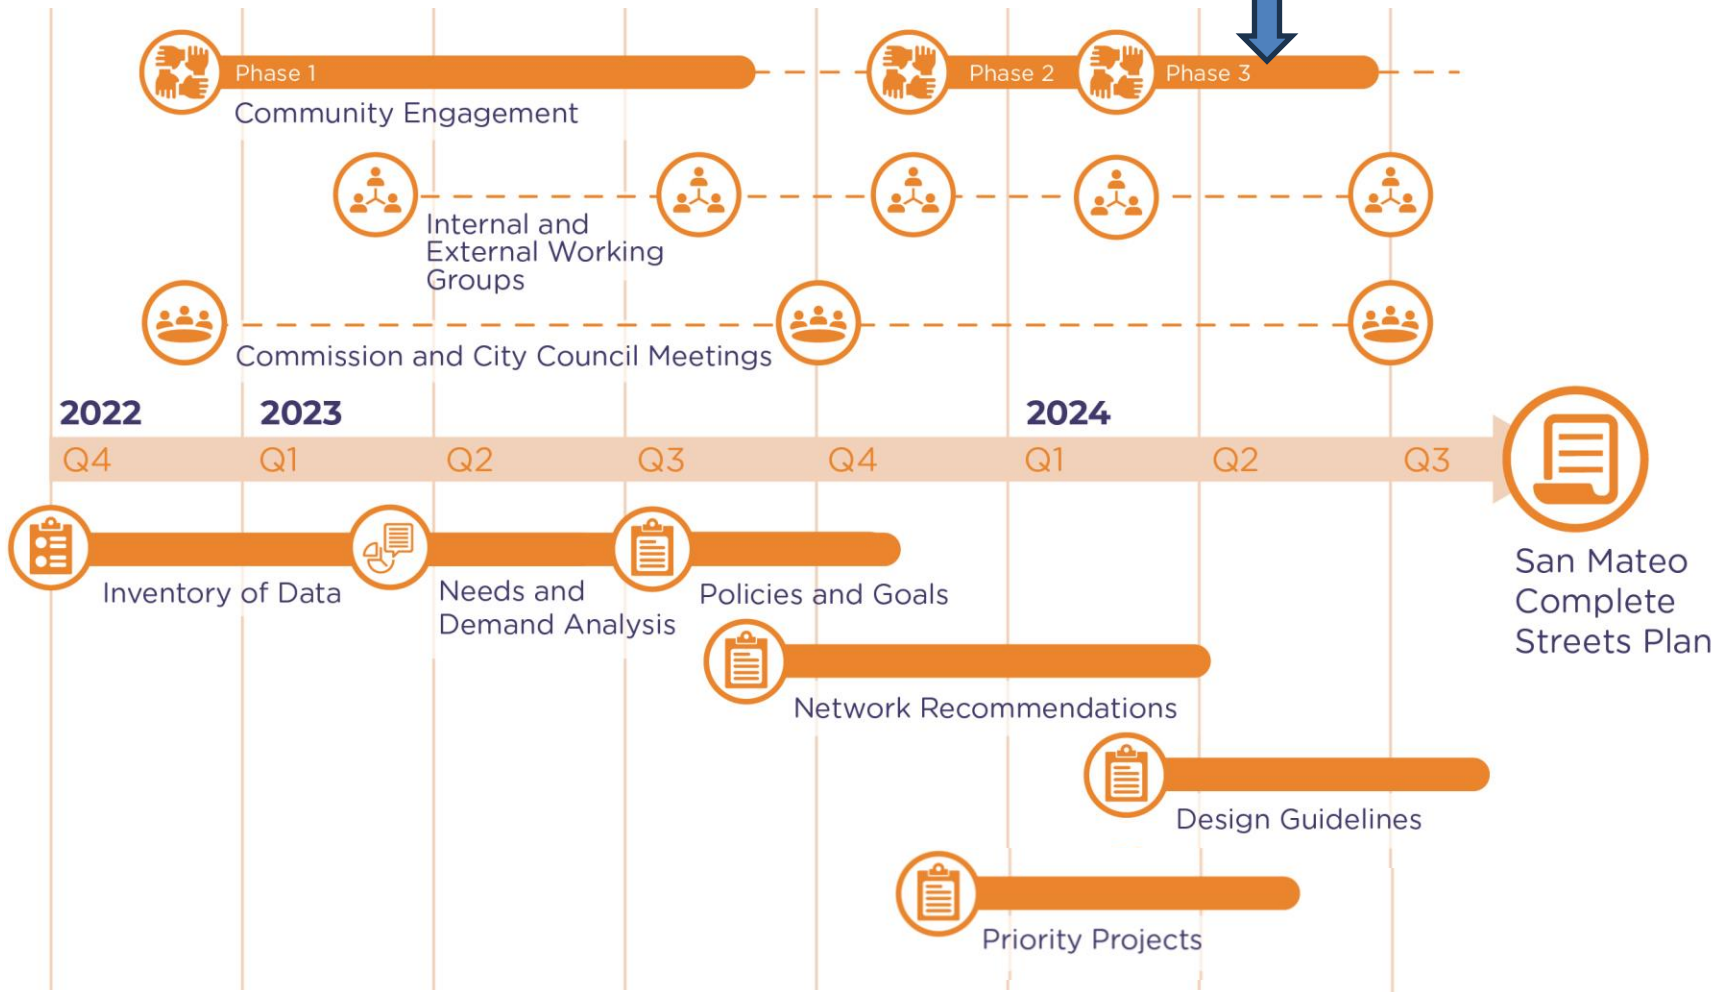 Phase 1
Phase 2
Phase 3
Community Engagement
Internal and
External Working
Groups
Commission and City Council Meetings
2022
2023
2024
Q4
Q1
Q2
Q3
Q4
Q1
Q2
Q3
Inventory of Data
Needs and
Demand Analysis
Policies and Goals
San Mateo
Complete
Streets Plan
Network Recommendations
Design Guidelines
Priority Projects